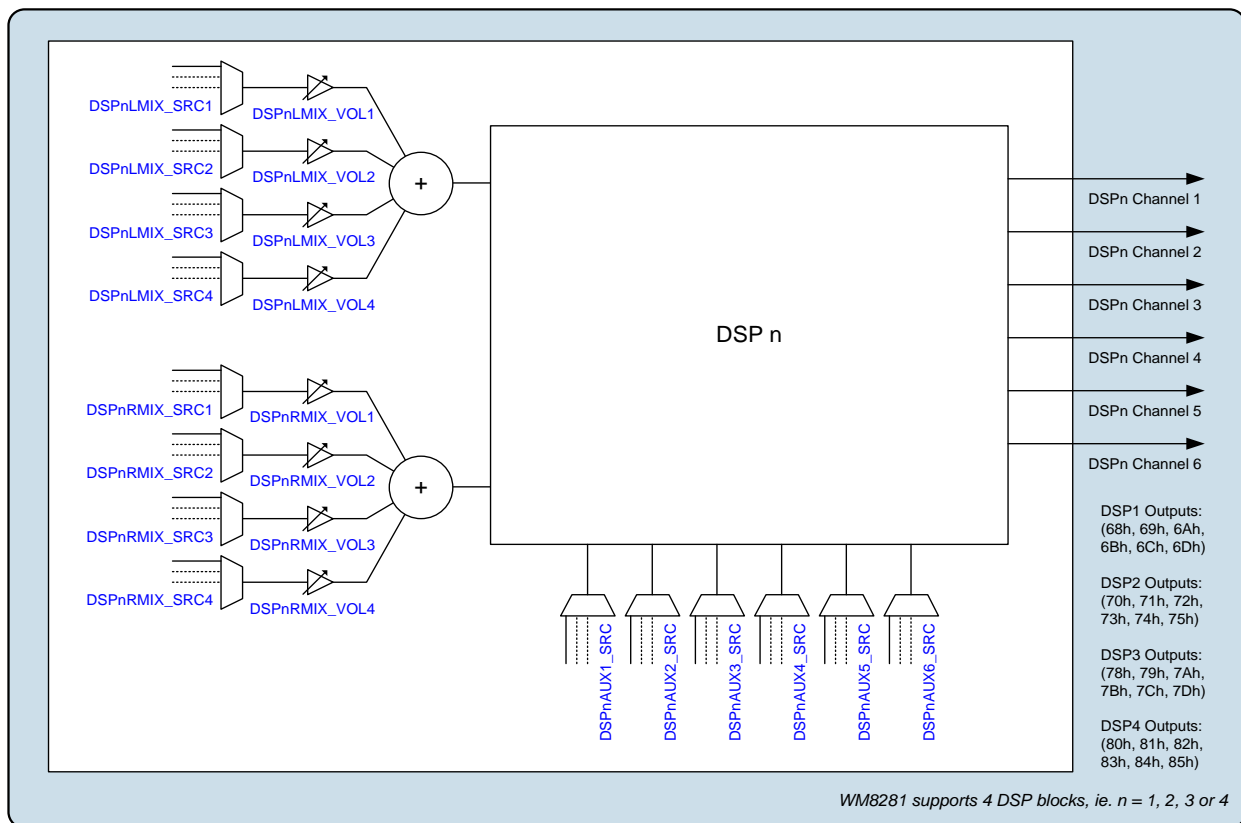 DSPnLMIX_SRC1
DSPnLMIX_VOL1
DSPnLMIX_SRC2
DSPnLMIX_VOL2
DSPnLMIX_SRC3
DSPnLMIX_VOL3
DSPnLMIX_SRC4
DSPnLMIX_VOL4
+
DSPnRMIX_SRC1
DSPnRMIX_VOL1
DSPnRMIX_SRC2
DSPnRMIX_VOL2
DSPnRMIX_SRC3
DSPnRMIX_VOL3
DSPnRMIX_SRC4
DSPnRMIX_VOL4
+
DSP n
DSPnAUX1_SRC
DSPnAUX2_SRC
DSPnAUX3_SRC
DSPnAUX4_SRC
DSPnAUX5_SRC
DSPnAUX6_SRC
DSPn Channel 1
DSPn Channel 2
DSPn Channel 3
DSPn Channel 4
DSPn Channel 5
DSPn Channel 6
DSP1 Outputs:
(68h, 69h, 6Ah,
6Bh, 6Ch, 6Dh)
DSP2 Outputs:
(70h, 71h, 72h,
73h, 74h, 75h)
DSP3 Outputs:
(78h, 79h, 7Ah,
7Bh, 7Ch, 7Dh)
DSP4 Outputs:
(80h, 81h, 82h,
83h, 84h, 85h)
WM8281 supports 4 DSP blocks, ie. n = 1, 2, 3 or 4